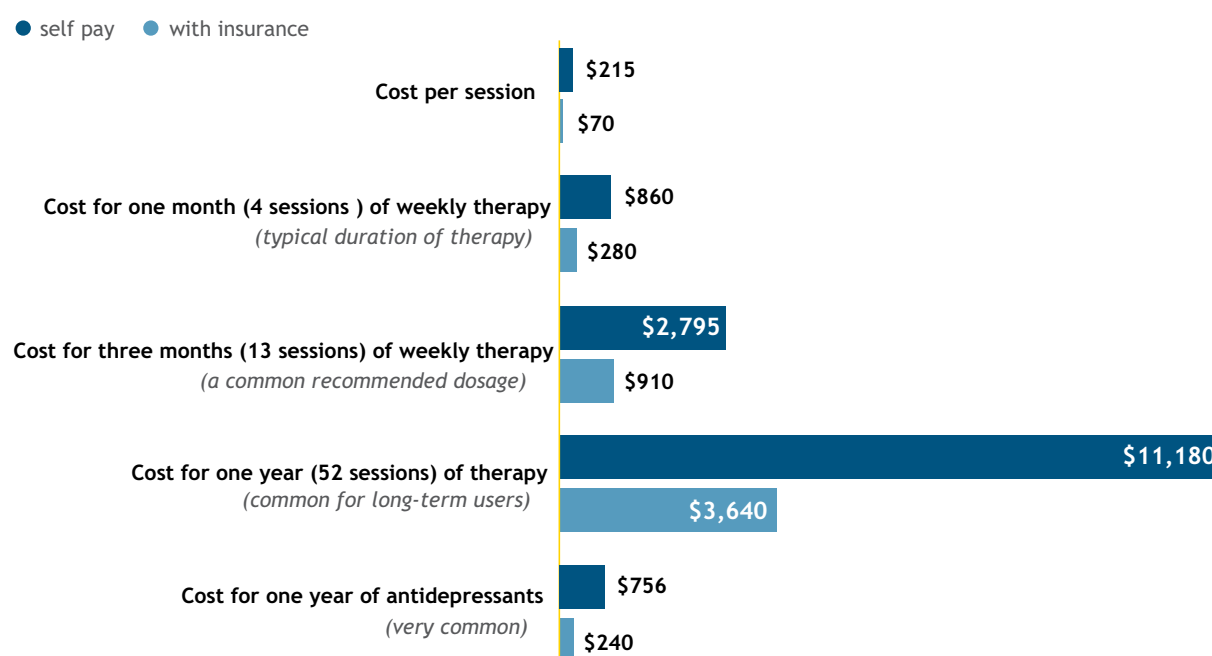 self pay with insurance
Cost per session
$215
$70
Cost for one month (4 sessions ) of weekly therapy
(typical duration of therapy)
$860
$280
Cost for three months (13 sessions) of weekly therapy
(a common recommended dosage)
$2,795
$910
Cost for one year (52 sessions) of therapy
(common for long-term users)
$11,180
$3,640
Cost for one year of antidepressants
(very common)
$756
$240